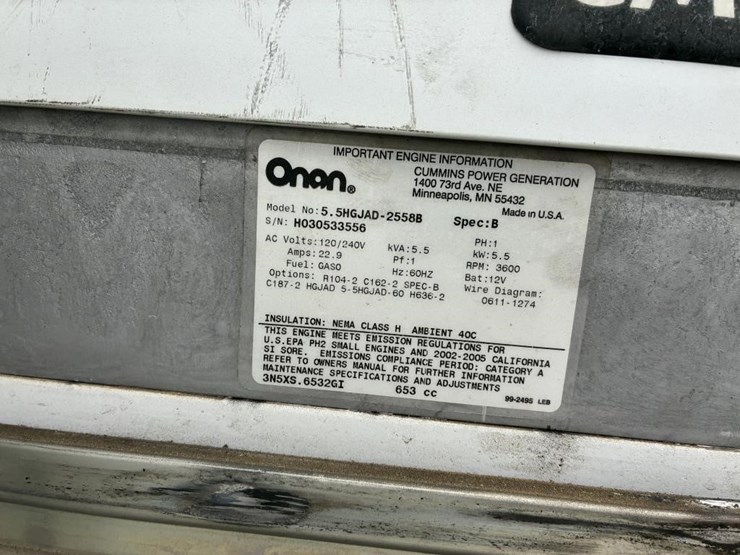 IMPORTANT ENGINE INFORMATION
Onan®
CUMMINS POWER GENERATION
1400 73rd Ave. NE
Minneapolis, MN 55432
Made in U.S.A.
Model No:5.5HGJAD-2558B Spec:B
S/N: H030533556
AC Volts:120/240V kVA:5.5 PH:1
Amps:22.9 Pf:1 kW:5.5
Fuel: GASO Hz:60HZ RPM: 3600
Bat:12V
Options: R104-2 C162-2 SPEC-B Wire Diagram:
C187-2 HGJAD 5-5HGJAD-60 H636-2 0611-1274
INSULATION: NEMA CLASS H AMBIENT 40C
THIS ENGINE MEETS EMISSION REGULATIONS FOR
U.S.EPA PH2 SMALL ENGINES AND 2002-2005 CALIFORNIA
SI SORE. EMISSIONS COMPLIANCE PERIOD: CATEGORY A
REFER TO OWNERS MANUAL FOR FURTHER INFORMATION
MAINTENANCE SPECIFICATIONS AND ADJUSTMENTS
3N5XS.6532GI 653 cc
99-2495 LEB